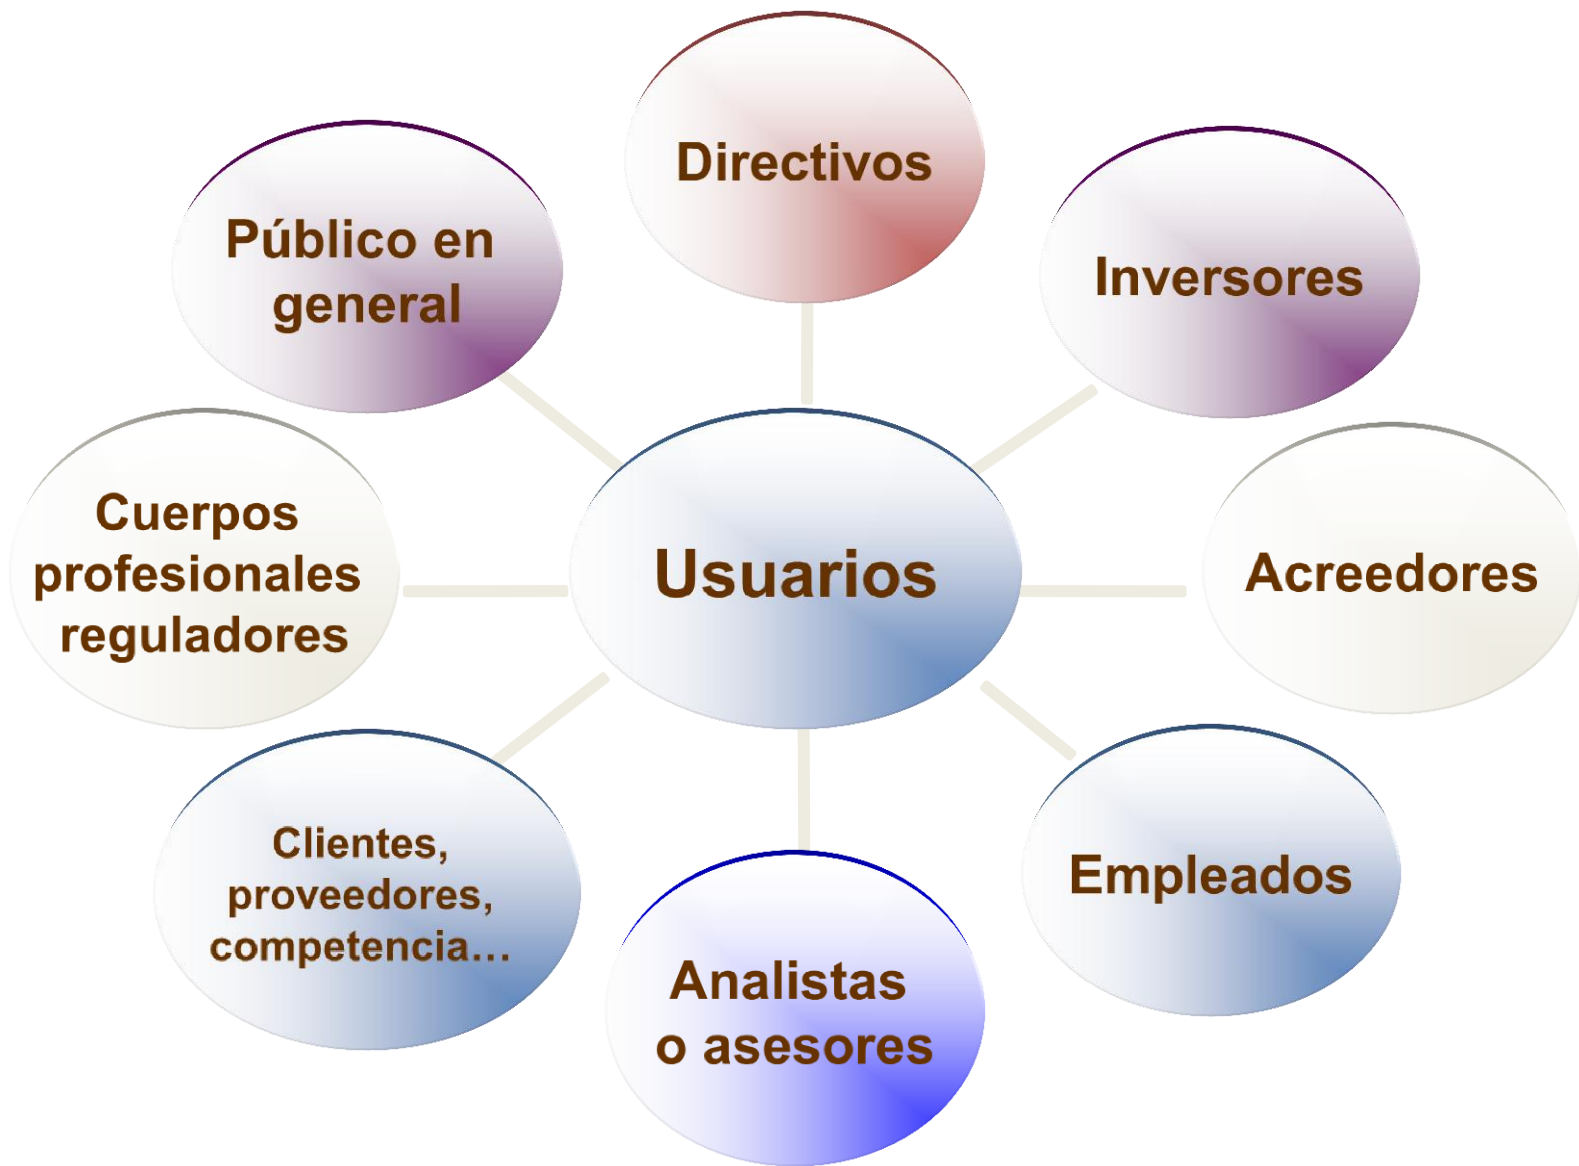 Directivos
Público en
general
Inversores
Cuerpos
profesionales
reguladores
Usuarios
Acreedores
Clientes,
proveedores,
competencia...
Empleados
Analistas
o asesores